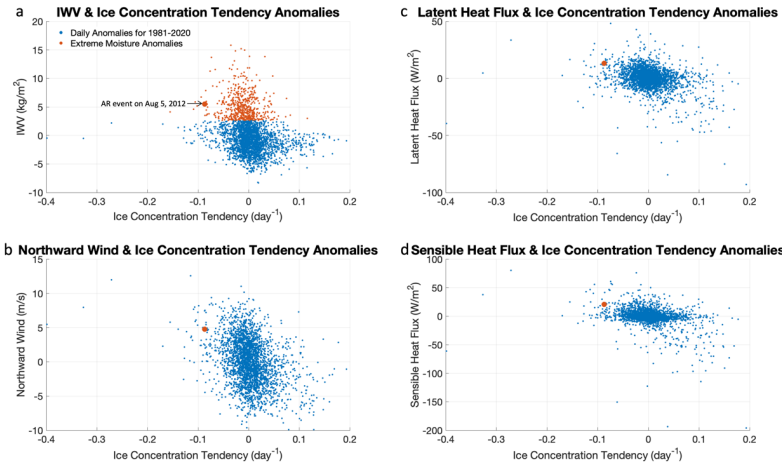 a IWV & Ice Concentration Tendency Anomalies
Daily Anomalies for 1981-2020
Extreme Moisture Anomalies
AR event on Aug 5, 2012
IWV (kg/m²)
20
15
10
5
0
-5
-10
-0.4 -0.3 -0.2 -0.1 0 0.1 0.2
Ice Concentration Tendency (day⁻¹)
c Latent Heat Flux & Ice Concentration Tendency Anomalies
Latent Heat Flux (W/m²)
50
0
-50
-100
-0.4 -0.3 -0.2 -0.1 0 0.1 0.2
Ice Concentration Tendency (day⁻¹)
b Northward Wind & Ice Concentration Tendency Anomalies
Northward Wind (m/s)
15
10
5
0
-5
-10
-0.4 -0.3 -0.2 -0.1 0 0.1 0.2
Ice Concentration Tendency (day⁻¹)
d Sensible Heat Flux & Ice Concentration Tendency Anomalies
Sensible Heat Flux (W/m²)
100
50
0
-50
-100
-150
-200
-0.4 -0.3 -0.2 -0.1 0 0.1 0.2
Ice Concentration Tendency (day⁻¹)